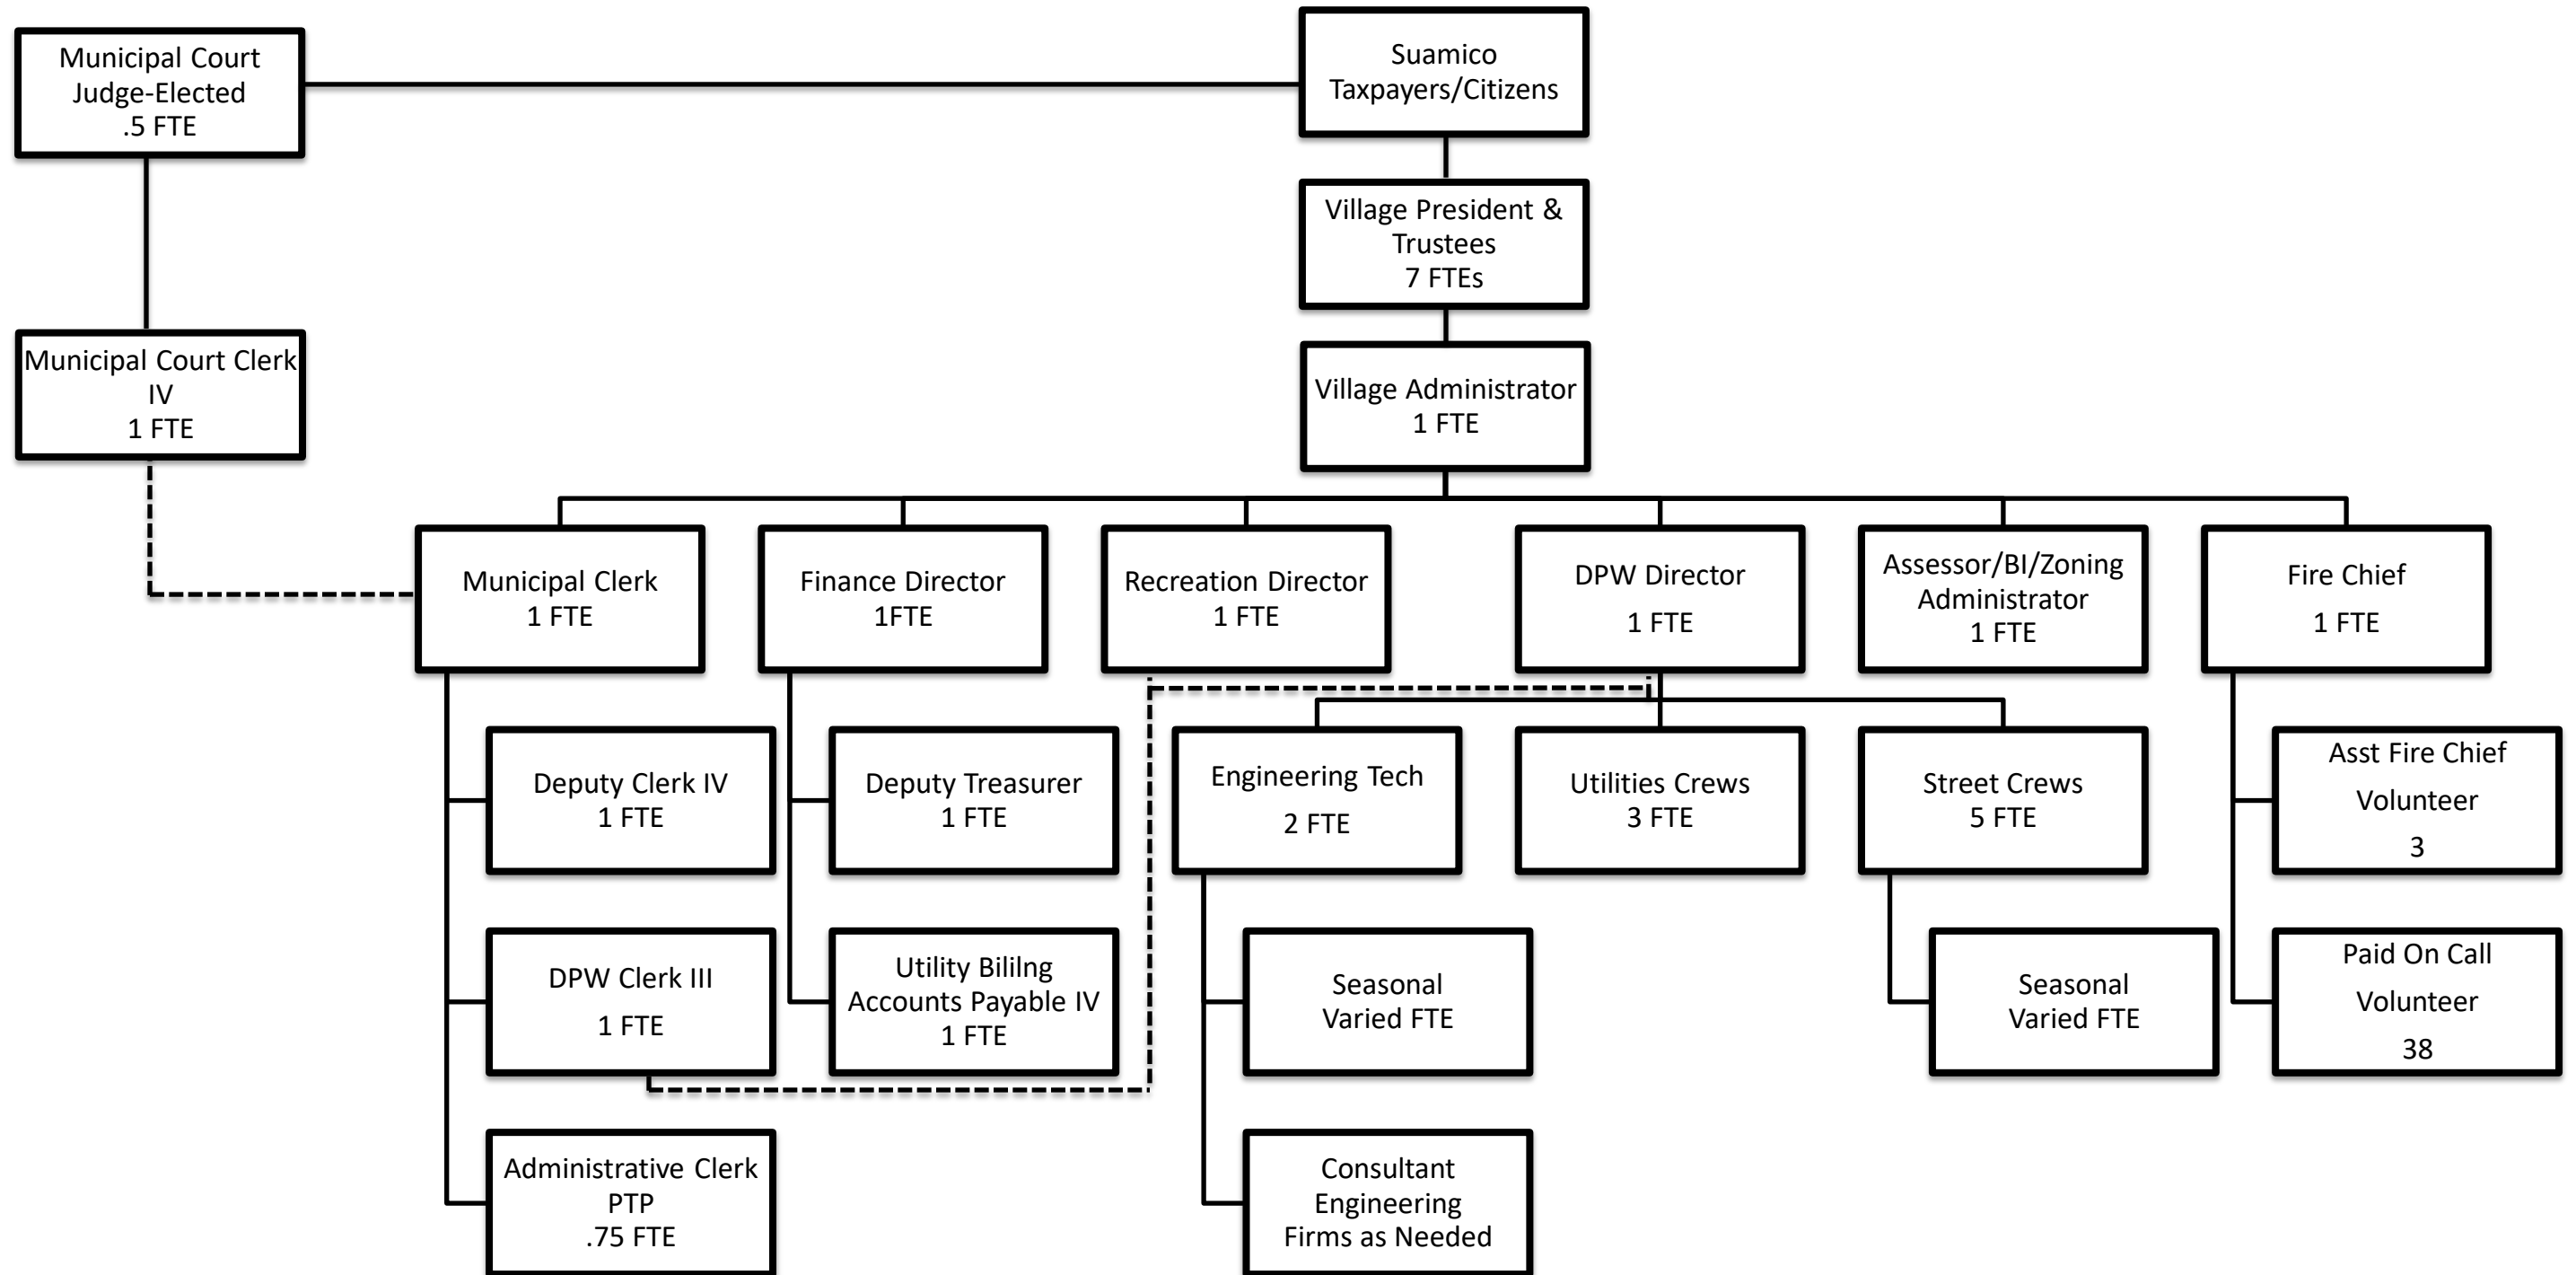 Municipal Court
Judge-Elected
.5 FTE
Suamico
Taxpayers/Citizens
Village President &
Trustees
7 FTEs
Municipal Court Clerk
IV
1 FTE
Village Administrator
1 FTE
Municipal Clerk
1 FTE
Finance Director
1FTE
Recreation Director
1 FTE
DPW Director
1 FTE
Assessor/BI/Zoning
Administrator
1 FTE
Fire Chief
1 FTE
Deputy Clerk IV
1 FTE
Deputy Treasurer
1 FTE
Engineering Tech
2 FTE
Utilities Crews
3 FTE
Street Crews
5 FTE
Asst Fire Chief
Volunteer
3
DPW Clerk III
1 FTE
Utility Bililng
Accounts Payable IV
1 FTE
Seasonal
Varied FTE
Seasonal
Varied FTE
Paid On Call
Volunteer
38
Administrative Clerk
PTP
.75 FTE
Consultant
Engineering
Firms as Needed